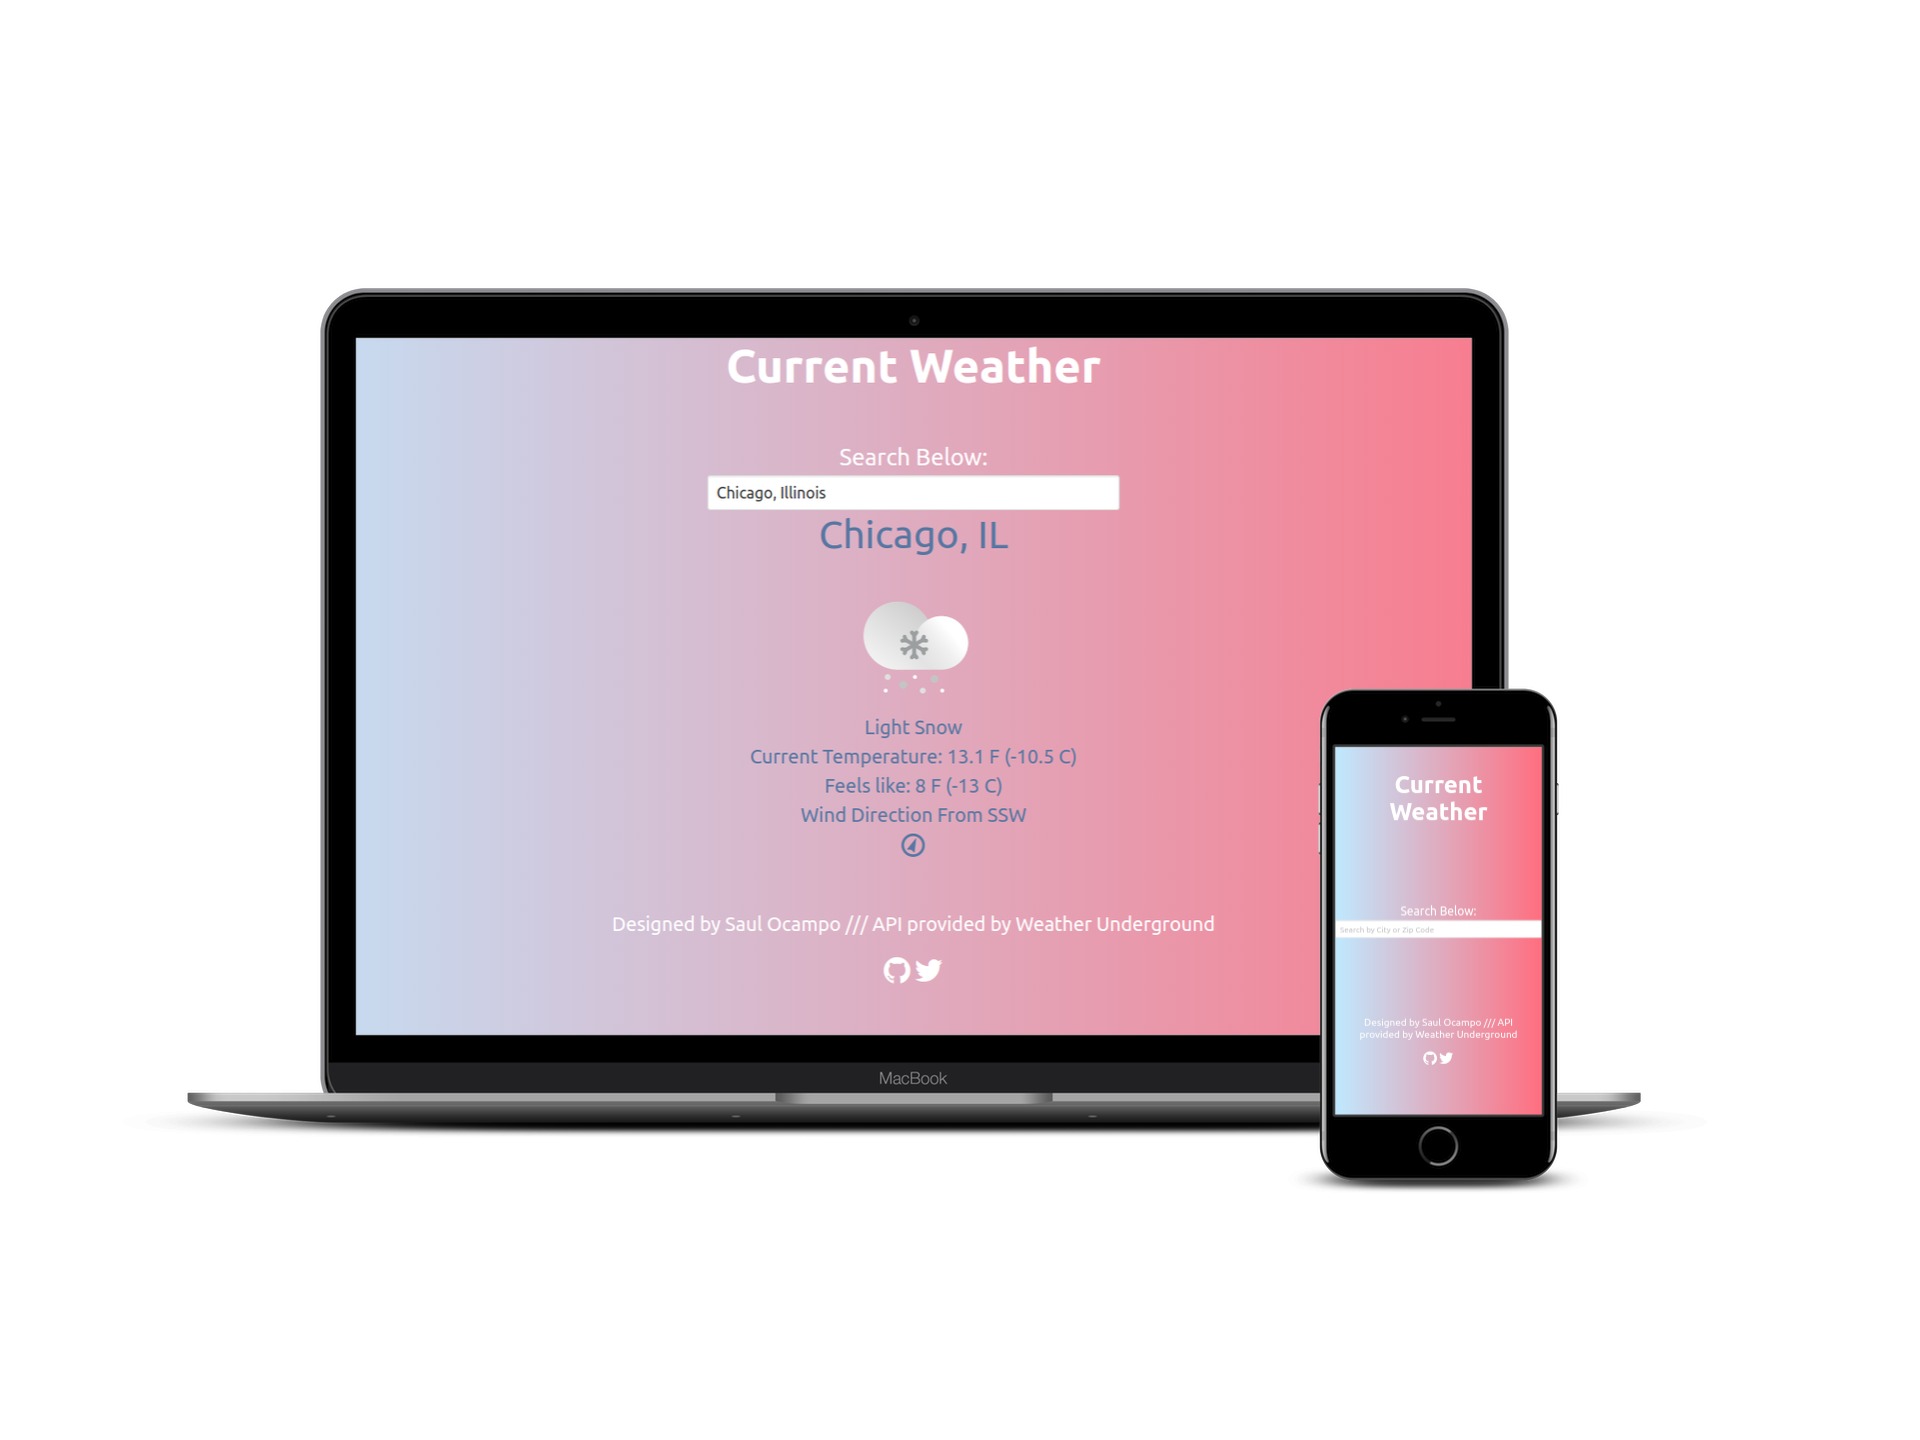 Current Weather
Search Below:
Chicago, Illinois
Chicago, IL
Light Snow
Current Temperature: 13.1 F (-10.5 C)
Feels like: 8 F (-13 C)
Wind Direction From SSW
Designed by Saul Ocampo /// API provided by Weather Underground
MacBook
Current
Weather
Search Below:
Search by City or Zip Code
Designed by Saul Ocampo /// API
provided by Weather Underground